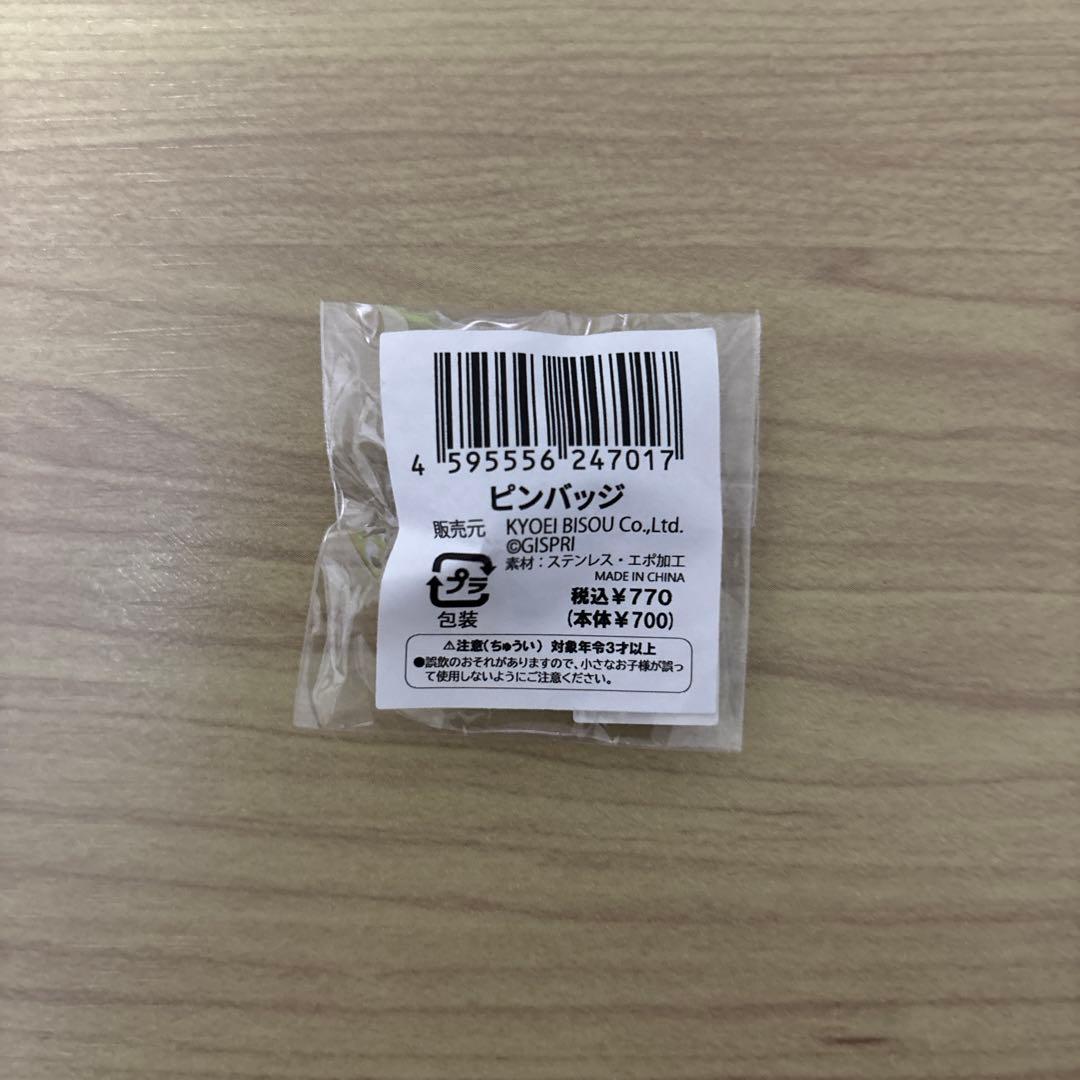 4 595556 247017
ピンバッジ
販売元 KYOEI BISOU Co.,Ltd.
©GISPRI
素材：ステンレス・エポ加工
MADE IN CHINA
プラ
包装
税込¥770
(本体¥700)
⚠注意(ちゅうい) 対象年令3才以上
●誤飲のおそれがありますので、小さなお子様が誤っ
て使用しないようにご注意ください。